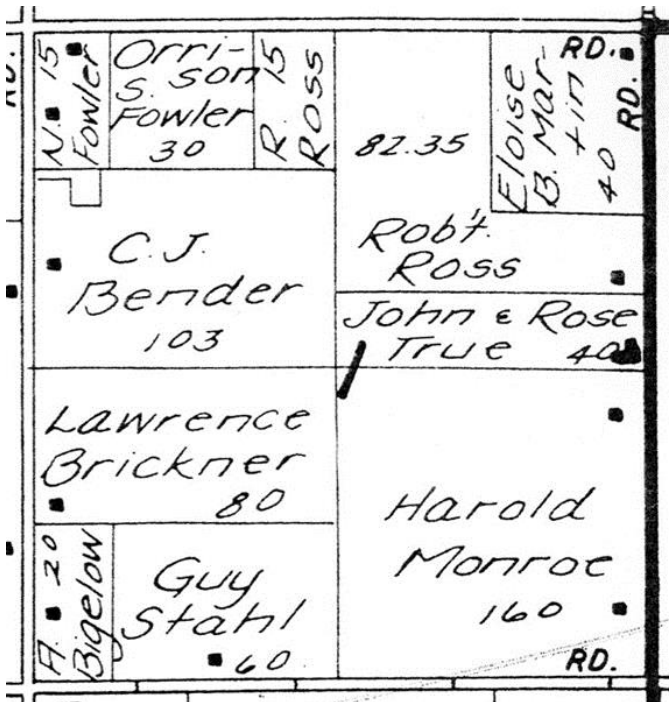 N. 15
Fowler
Orri-
S. son
Fowler
30
R. 15
Ross
82.35
Rob't.
Ross
Eloise
B. Mar-
tin
40
RD.
RD.
C.J.
Bender
103
John & Rose
True 40
Lawrence
Brickner
80
Harold
Monroe
160
A. 20
Bigelow
Guy
Stahl
60
RD.